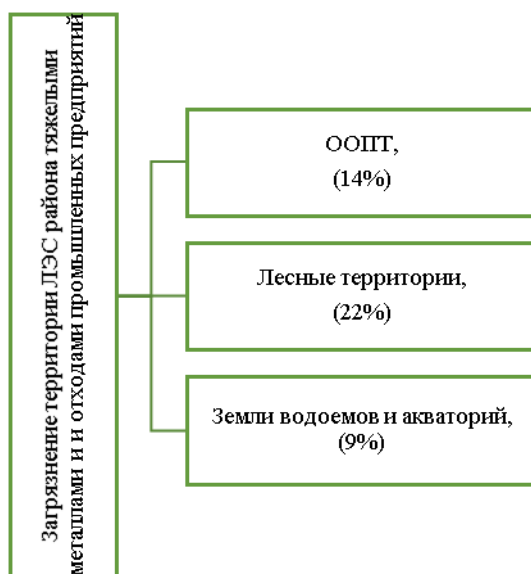 Загрязнение территории ЛЭС района тяжелыми
металлами и и отходами промышленных предприятий
ООПТ,
(14%)
Лесные территории,
(22%)
Земли водоемов и акваторий,
(9%)